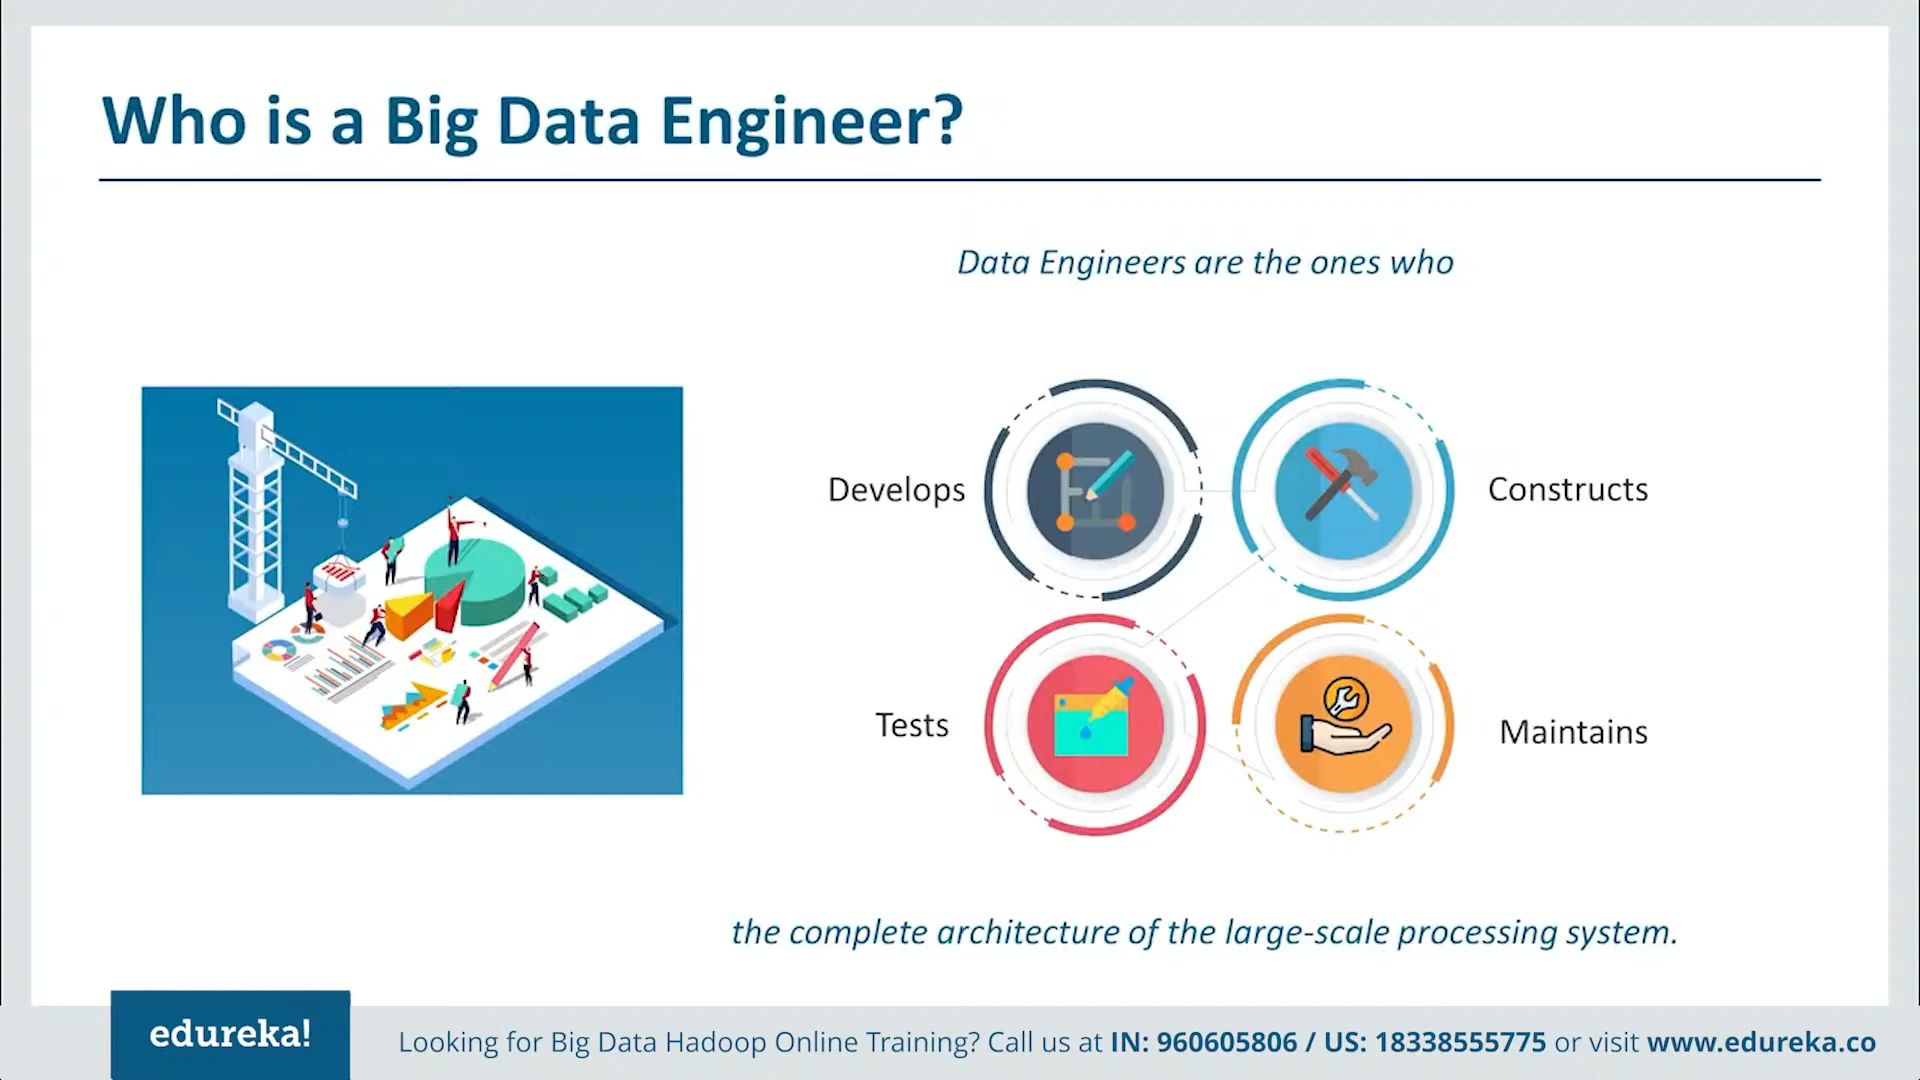 Who is a Big Data Engineer?
Data Engineers are the ones who
Develops
Constructs
Tests
Maintains
the complete architecture of the large-scale processing system.
edureka!
Looking for Big Data Hadoop Online Training? Call us at IN: 960605806 / US: 18338555775 or visit www.edureka.co